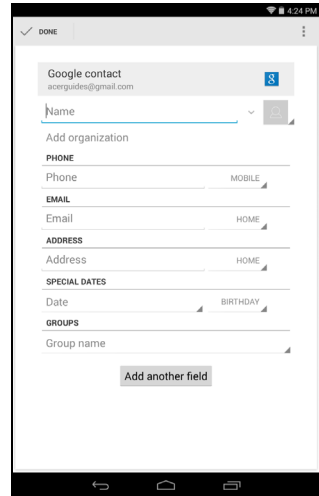 4:24 PM
DONE
Google contact
acerguides@gmail.com
8
Name
Add organization
PHONE
Phone MOBILE
EMAIL
Email HOME
ADDRESS
Address HOME
SPECIAL DATES
Date BIRTHDAY
GROUPS
Group name
Add another field